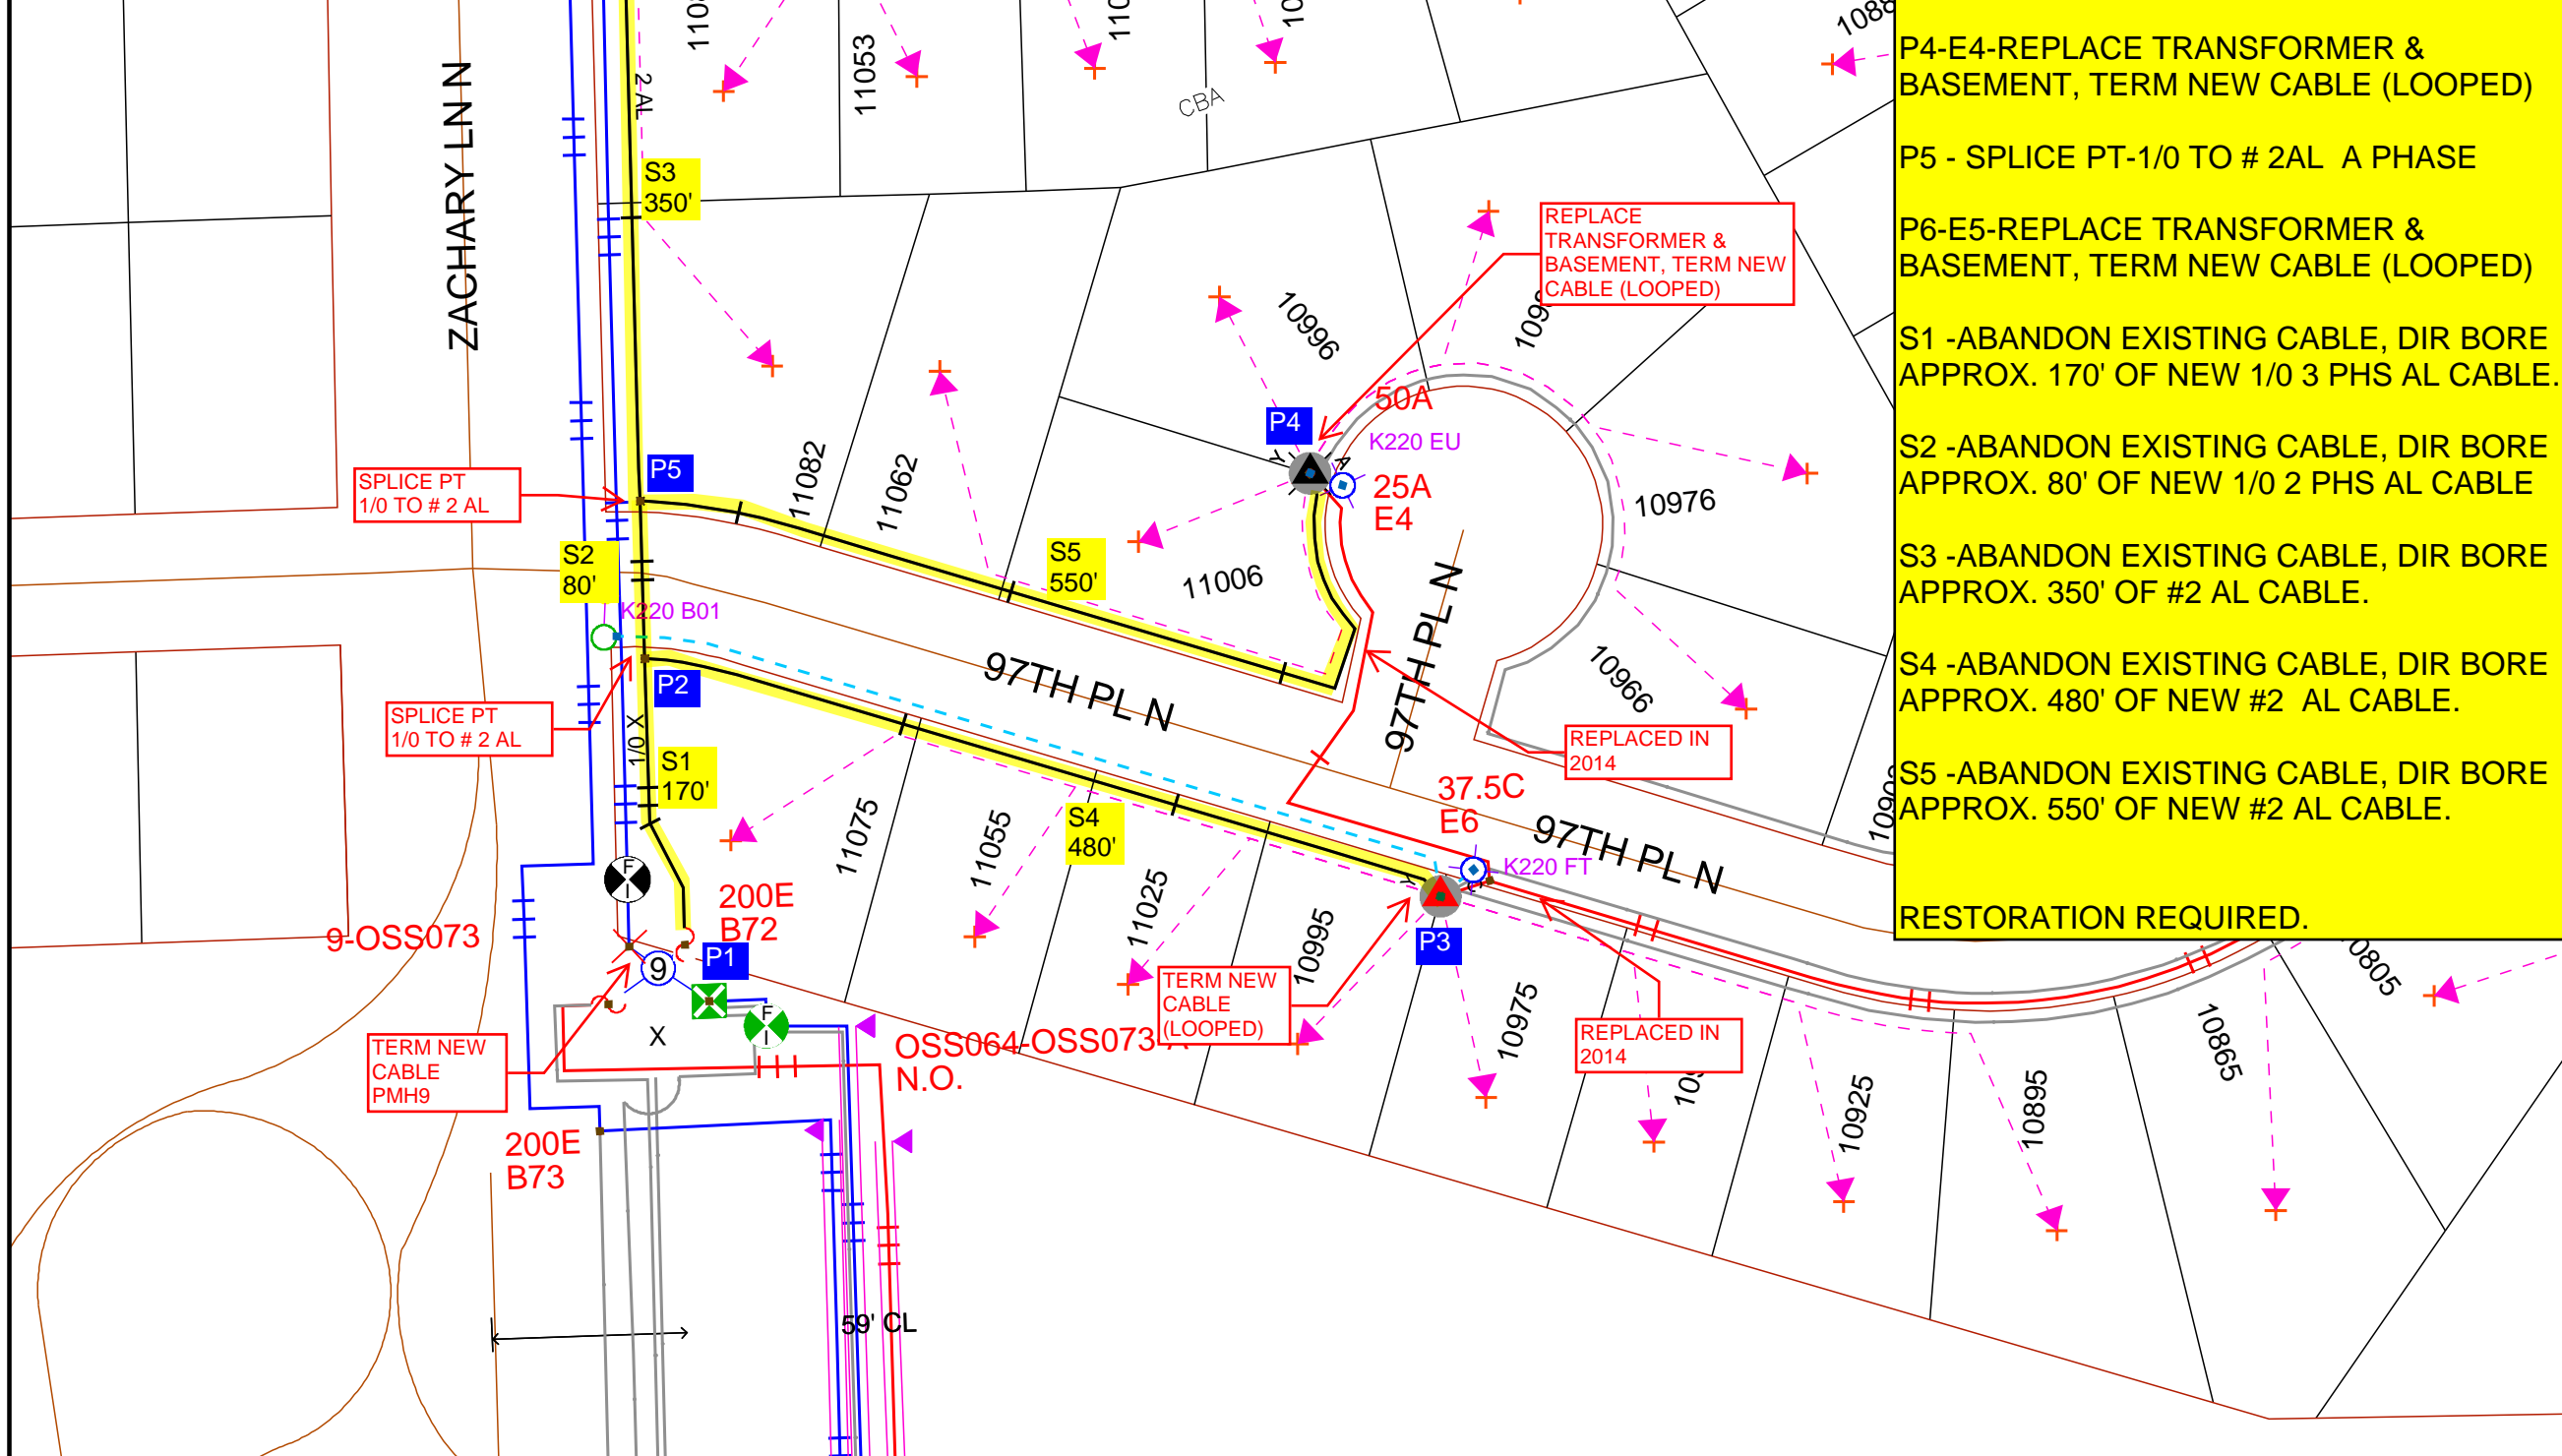 P4-E4-REPLACE TRANSFORMER &
BASEMENT, TERM NEW CABLE (LOOPED)
P5 - SPLICE PT-1/0 TO # 2AL  A PHASE
P6-E5-REPLACE TRANSFORMER &
BASEMENT, TERM NEW CABLE (LOOPED)
S1 -ABANDON EXISTING CABLE, DIR BORE
APPROX. 170' OF NEW 1/0 3 PHS AL CABLE.
S2 -ABANDON EXISTING CABLE, DIR BORE
APPROX. 80' OF NEW 1/0 2 PHS AL CABLE
S3 -ABANDON EXISTING CABLE, DIR BORE
APPROX. 350' OF #2 AL CABLE.
S4 -ABANDON EXISTING CABLE, DIR BORE
APPROX. 480' OF NEW #2  AL CABLE.
S5 -ABANDON EXISTING CABLE, DIR BORE
APPROX. 550' OF NEW #2 AL CABLE.
RESTORATION REQUIRED.
ZACHARY LN N
2 AL
11053
CBA
S3
350'
REPLACE
TRANSFORMER &
BASEMENT, TERM NEW
CABLE (LOOPED)
10996
50A
P4
K220 EU
Y
A
25A
E4
10976
SPLICE PT
1/0 TO # 2 AL
P5
11082
11062
S2
80'
S5
550'
11006
K220 B01
97TH PL N
97TH PL N
10966
P2
SPLICE PT
1/0 TO # 2 AL
1/0 X
S1
170'
REPLACED IN
2014
37.5C
E6
97TH PL N
K220 FT
Y
11075
11055
S4
480'
11025
10995
P3
F
I
200E
B72
9-OSS073
P1
9
X
F
I
TERM NEW
CABLE
PMH9
OSS064-OSS073-
N.O.
TERM NEW
CABLE
(LOOPED)
10975
REPLACED IN
2014
10925
10895
10865
10805
200E
B73
59' CL